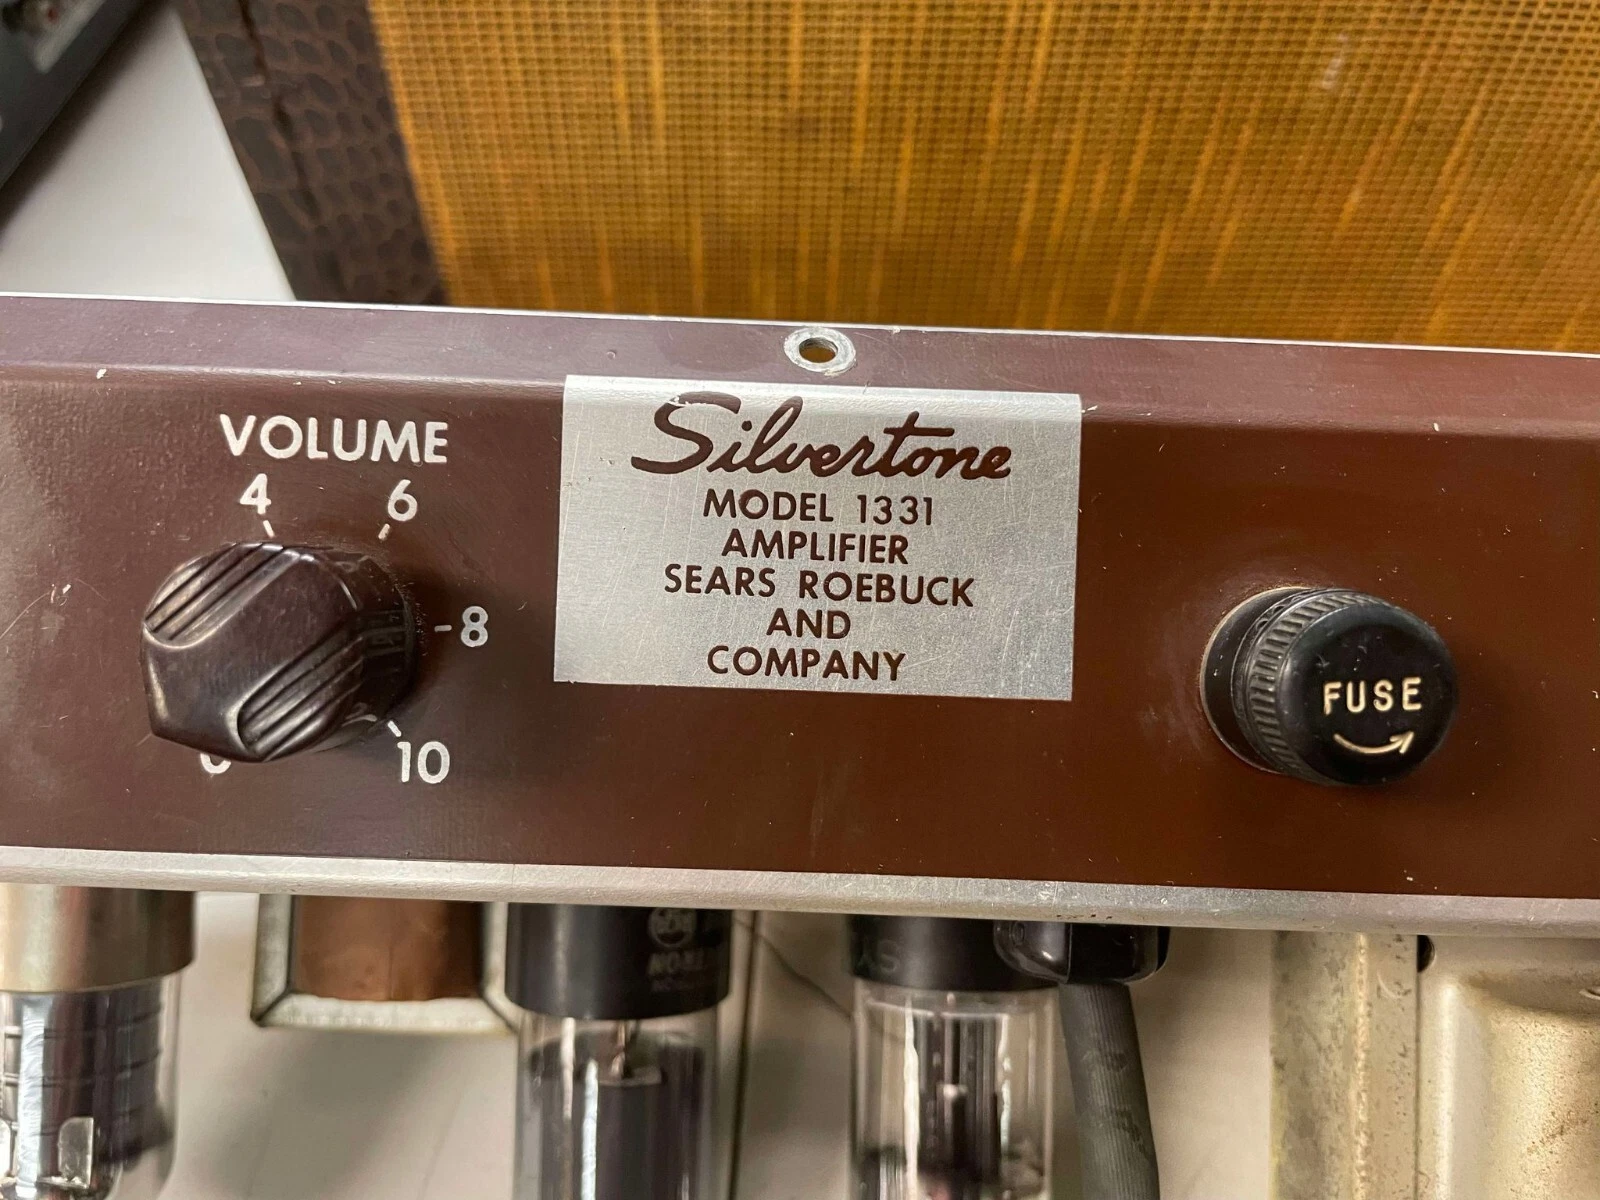 VOLUME
4 6
8
10
Silvertone
MODEL 1331
AMPLIFIER
SEARS ROEBUCK
AND
COMPANY
FUSE